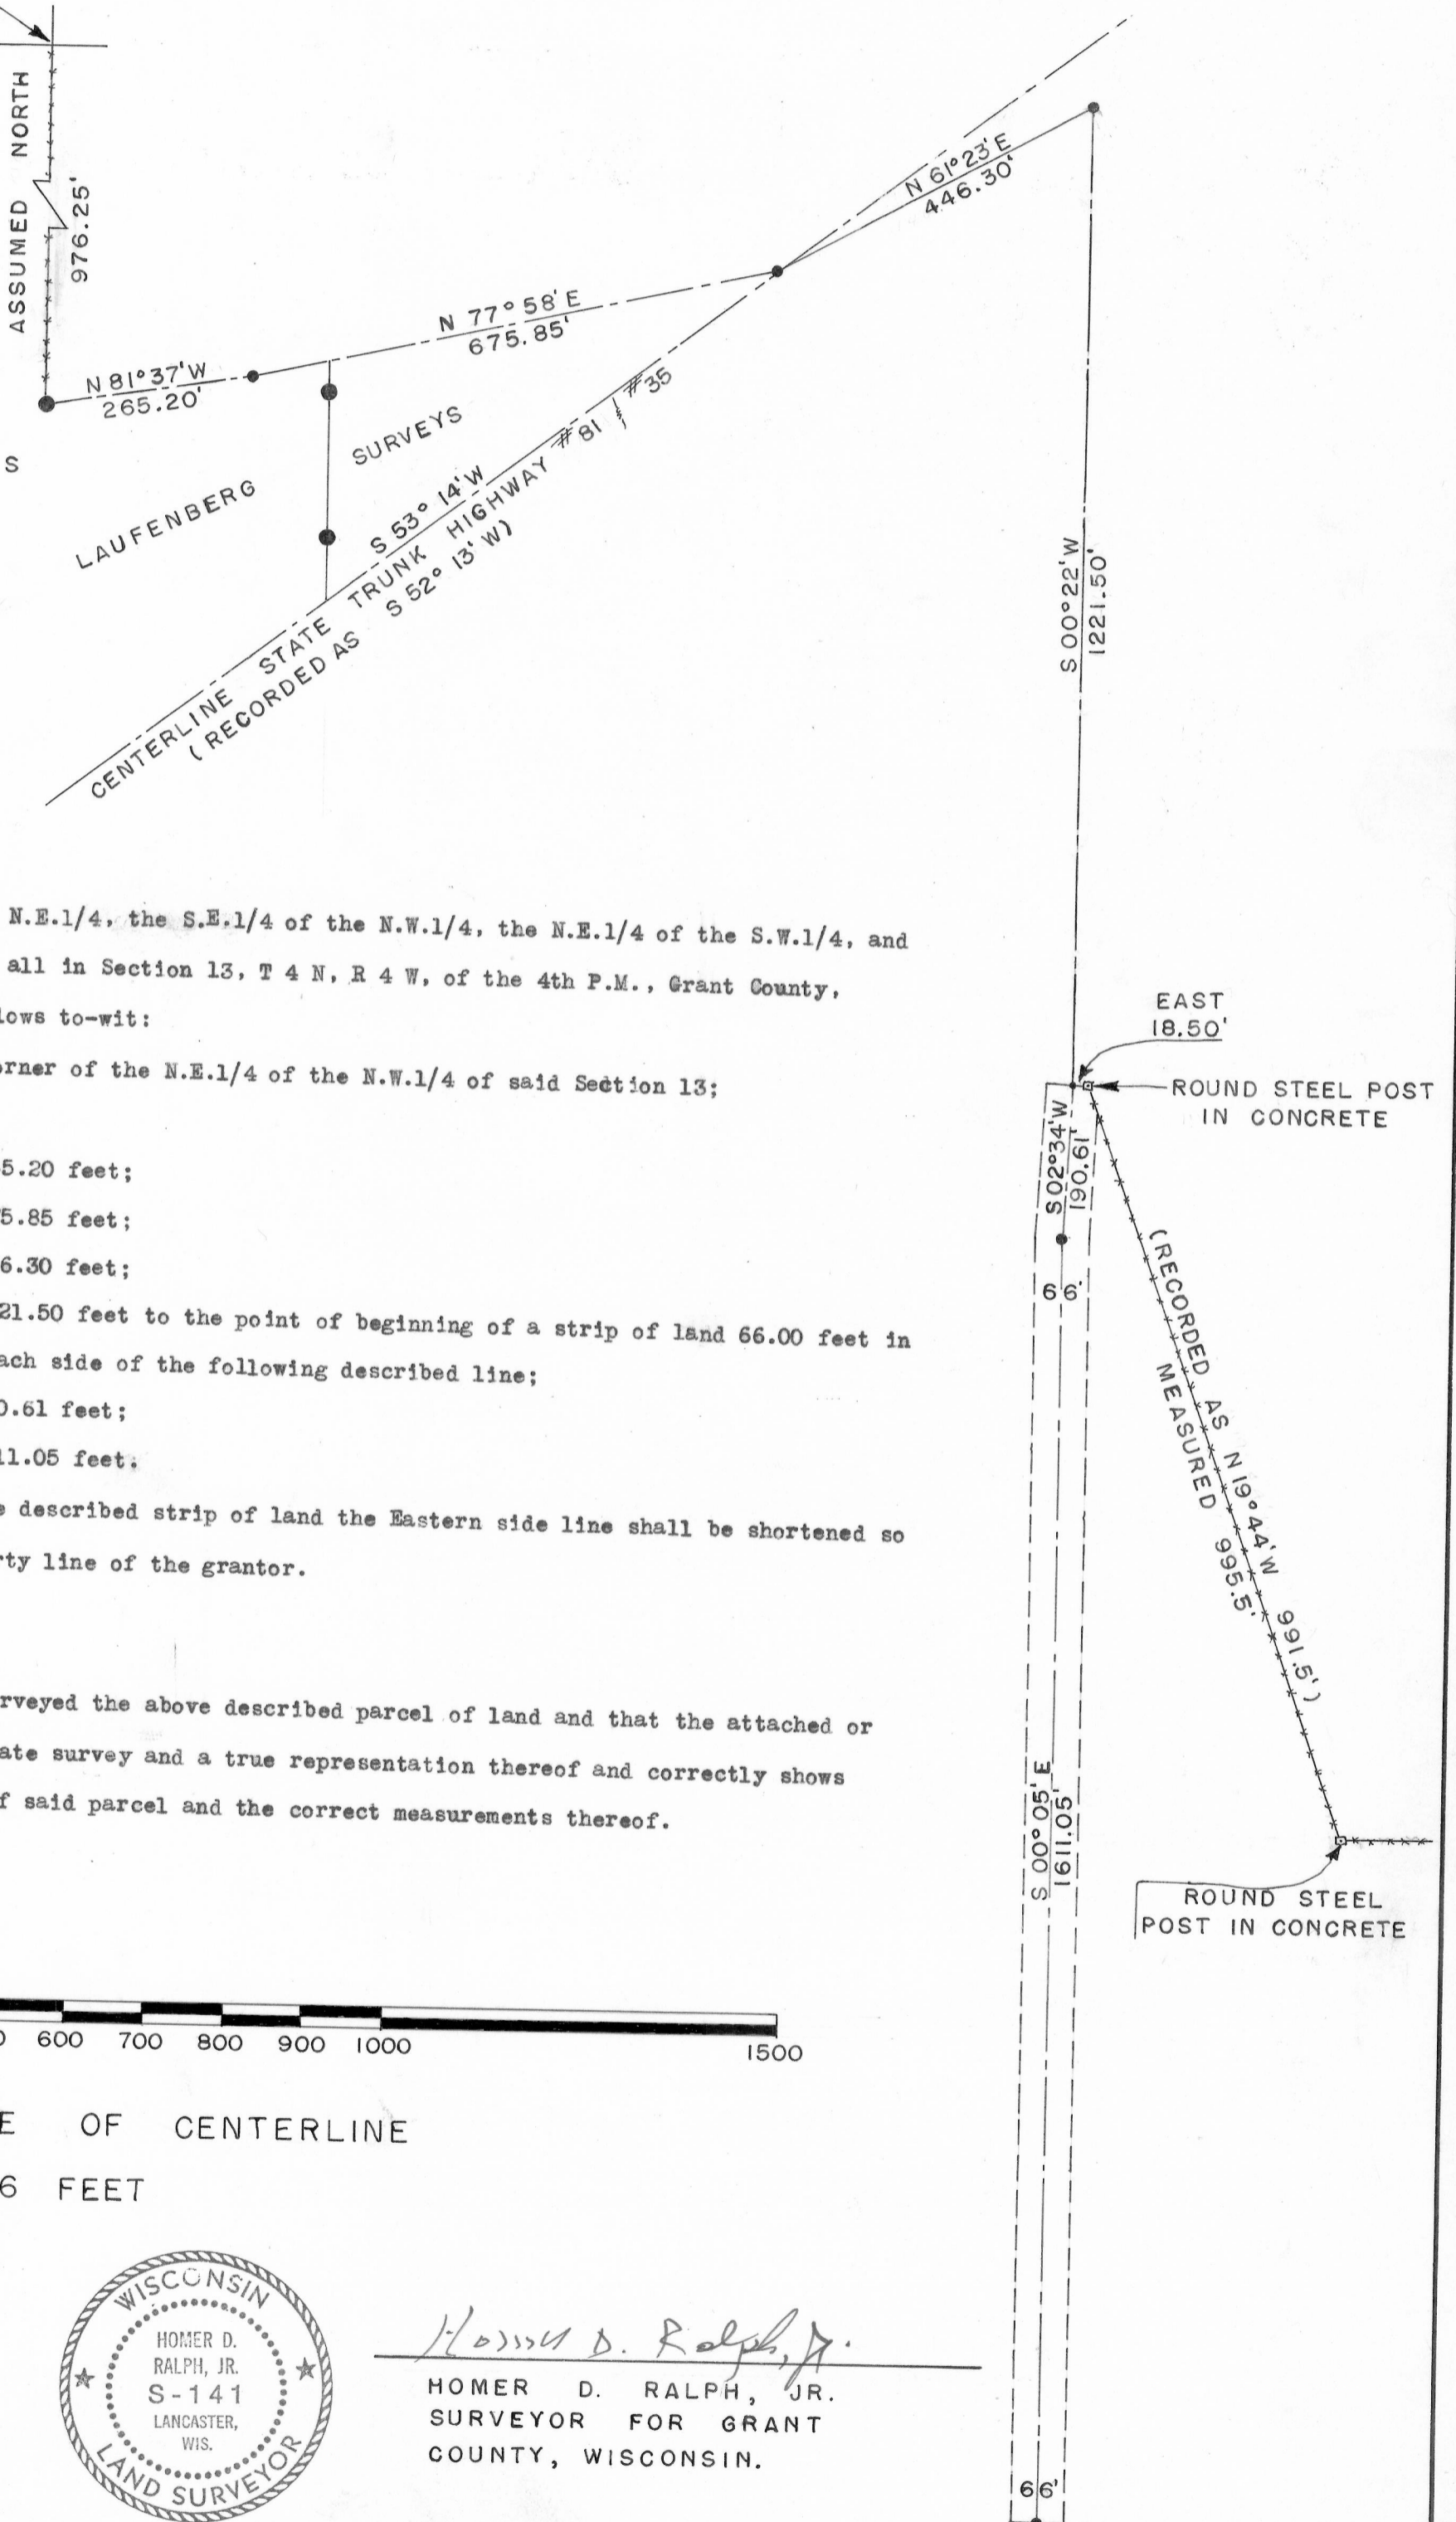 ASSUMED NORTH
976.25'
N 81° 37' W
265.20'
N 77° 58' E
675.85'
N 61° 23' E
446.30'
S
LAUFENBERG SURVEYS
S 53° 14' W
CENTERLINE STATE TRUNK HIGHWAY #81 #35
(RECORDED AS S 52° 13' W)
S 00° 22' W
1221.50'
N.E.1/4, the S.E.1/4 of the N.W.1/4, the N.E.1/4 of the S.W.1/4, and
all in Section 13, T 4 N, R 4 W, of the 4th P.M., Grant County,
lows to-wit:
orner of the N.E.1/4 of the N.W.1/4 of said Section 13;
5.20 feet;
5.85 feet;
6.30 feet;
21.50 feet to the point of beginning of a strip of land 66.00 feet in
ach side of the following described line;
0.61 feet;
11.05 feet.
e described strip of land the Eastern side line shall be shortened so
rty line of the grantor.
rveyed the above described parcel of land and that the attached or
ate survey and a true representation thereof and correctly shows
f said parcel and the correct measurements thereof.
EAST
18.50'
ROUND STEEL POST
IN CONCRETE
S 02° 34' W
190.61'
66'
(RECORDED AS N 19° 44' W 991.5')
MEASURED 995.5'
S 00° 05' E
1611.05'
ROUND STEEL
POST IN CONCRETE
0 600 700 800 900 1000 1500
E OF CENTERLINE
6 FEET
WISCONSIN
HOMER D.
RALPH, JR.
S-141
LANCASTER,
WIS.
LAND SURVEYOR
Homer D. Ralph, Jr.
HOMER D. RALPH, JR.
SURVEYOR FOR GRANT
COUNTY, WISCONSIN.
66'